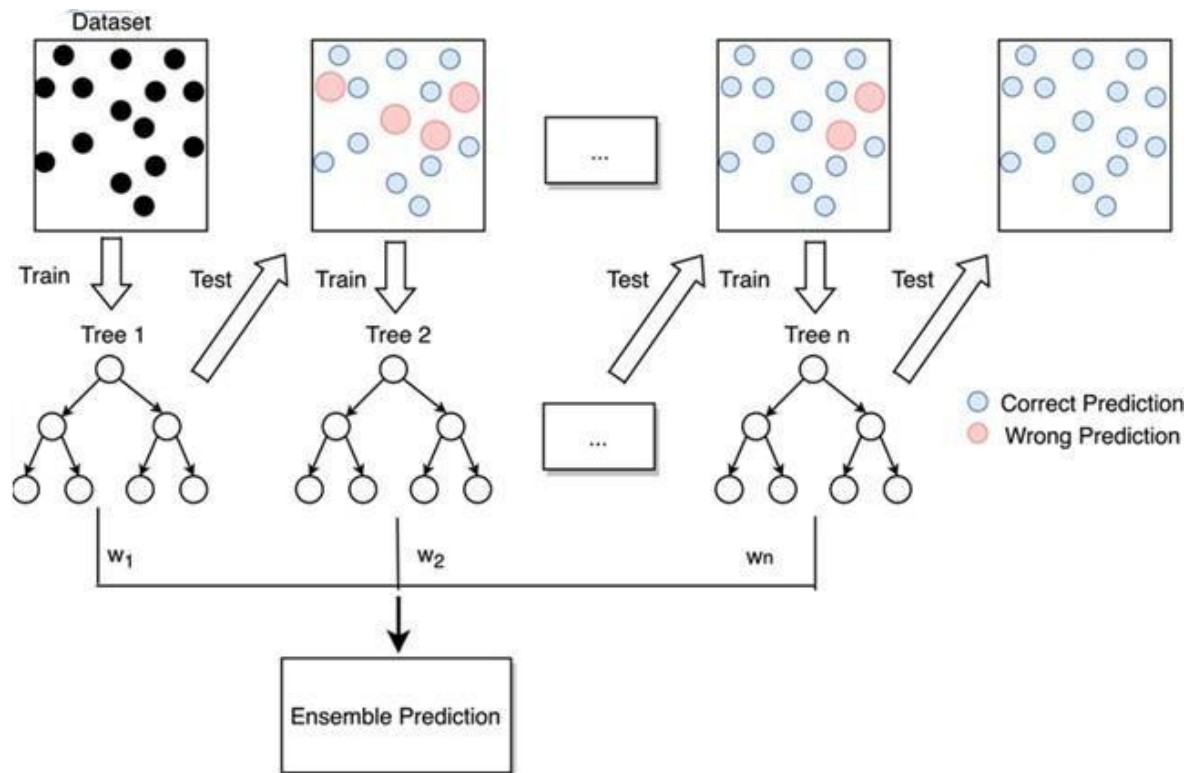 Dataset
...
Train
Test
Train
Test
Train
Test
Tree 1
Tree 2
Tree n
...
Correct Prediction
Wrong Prediction
w1
w2
wn
Ensemble Prediction